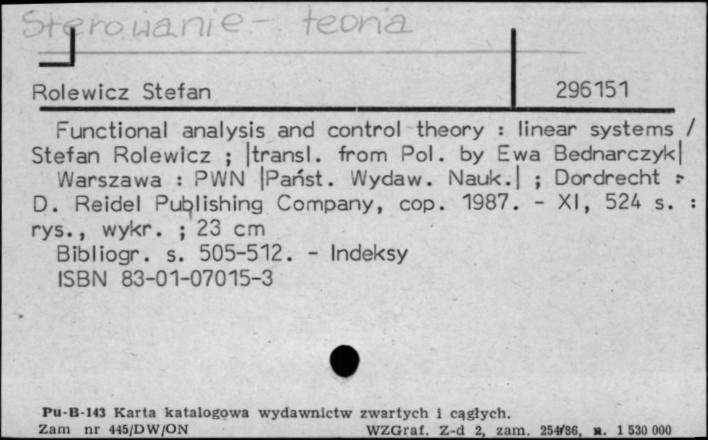 Sterowanie - teoria
Rolewicz Stefan 296151
Functional analysis and control theory : linear systems /
Stefan Rolewicz ; |transl. from Pol. by Ewa Bednarczyk|
Warszawa : PWN |Państ. Wydaw. Nauk.| ; Dordrecht :
D. Reidel Publishing Company, cop. 1987. - XI, 524 s. :
rys., wykr. ; 23 cm
Bibliogr. s. 505-512. - Indeksy
ISBN 83-01-07015-3
Pu-B-143 Karta katalogowa wydawnictw zwartych i ciągłych.
Zam nr 445/DW/ON WZGraf. Z-d 2, zam. 254/86, n. 1 530 000